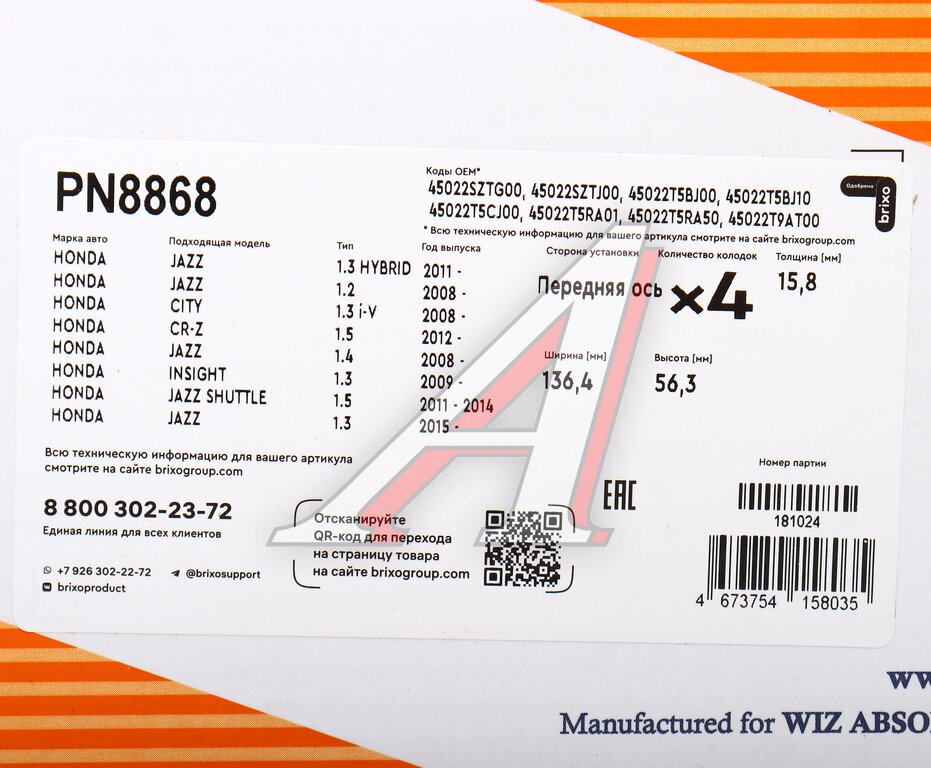 PN8868
Коды OEM*
45022SZTG00, 45022SZTJ00, 45022T5BJ00, 45022T5BJ10
45022T5CJ00, 45022T5RA01, 45022T5RA50, 45022T9AT00
* Всю техническую информацию для вашего артикула смотрите на сайте brixogroup.com
Одобрено
brixo
Марка авто Подходящая модель Тип Год выпуска
HONDA JAZZ 1.3 HYBRID 2011 -
HONDA JAZZ 1.2 2008 -
HONDA CITY 1.3 i-V 2008 -
HONDA CR-Z 1.5 2012 -
HONDA JAZZ 1.4 2008 -
HONDA INSIGHT 1.3 2009 -
HONDA JAZZ SHUTTLE 1.5 2011 - 2014
HONDA JAZZ 1.3 2015 -
Сторона установки Количество колодок Толщина [мм]
Передняя ось x4 15,8
Ширина [мм] Высота [мм]
136,4 56,3
Всю техническую информацию для вашего артикула
смотрите на сайте brixogroup.com
8 800 302-23-72
Единая линия для всех клиентов
+7 926 302-22-72 @brixosupport
brixoproduct
Отсканируйте
QR-код для перехода
на страницу товара
на сайте brixogroup.com
EAC
Номер партии
181024
4 673754 158035
ww
Manufactured for WIZ ABSO